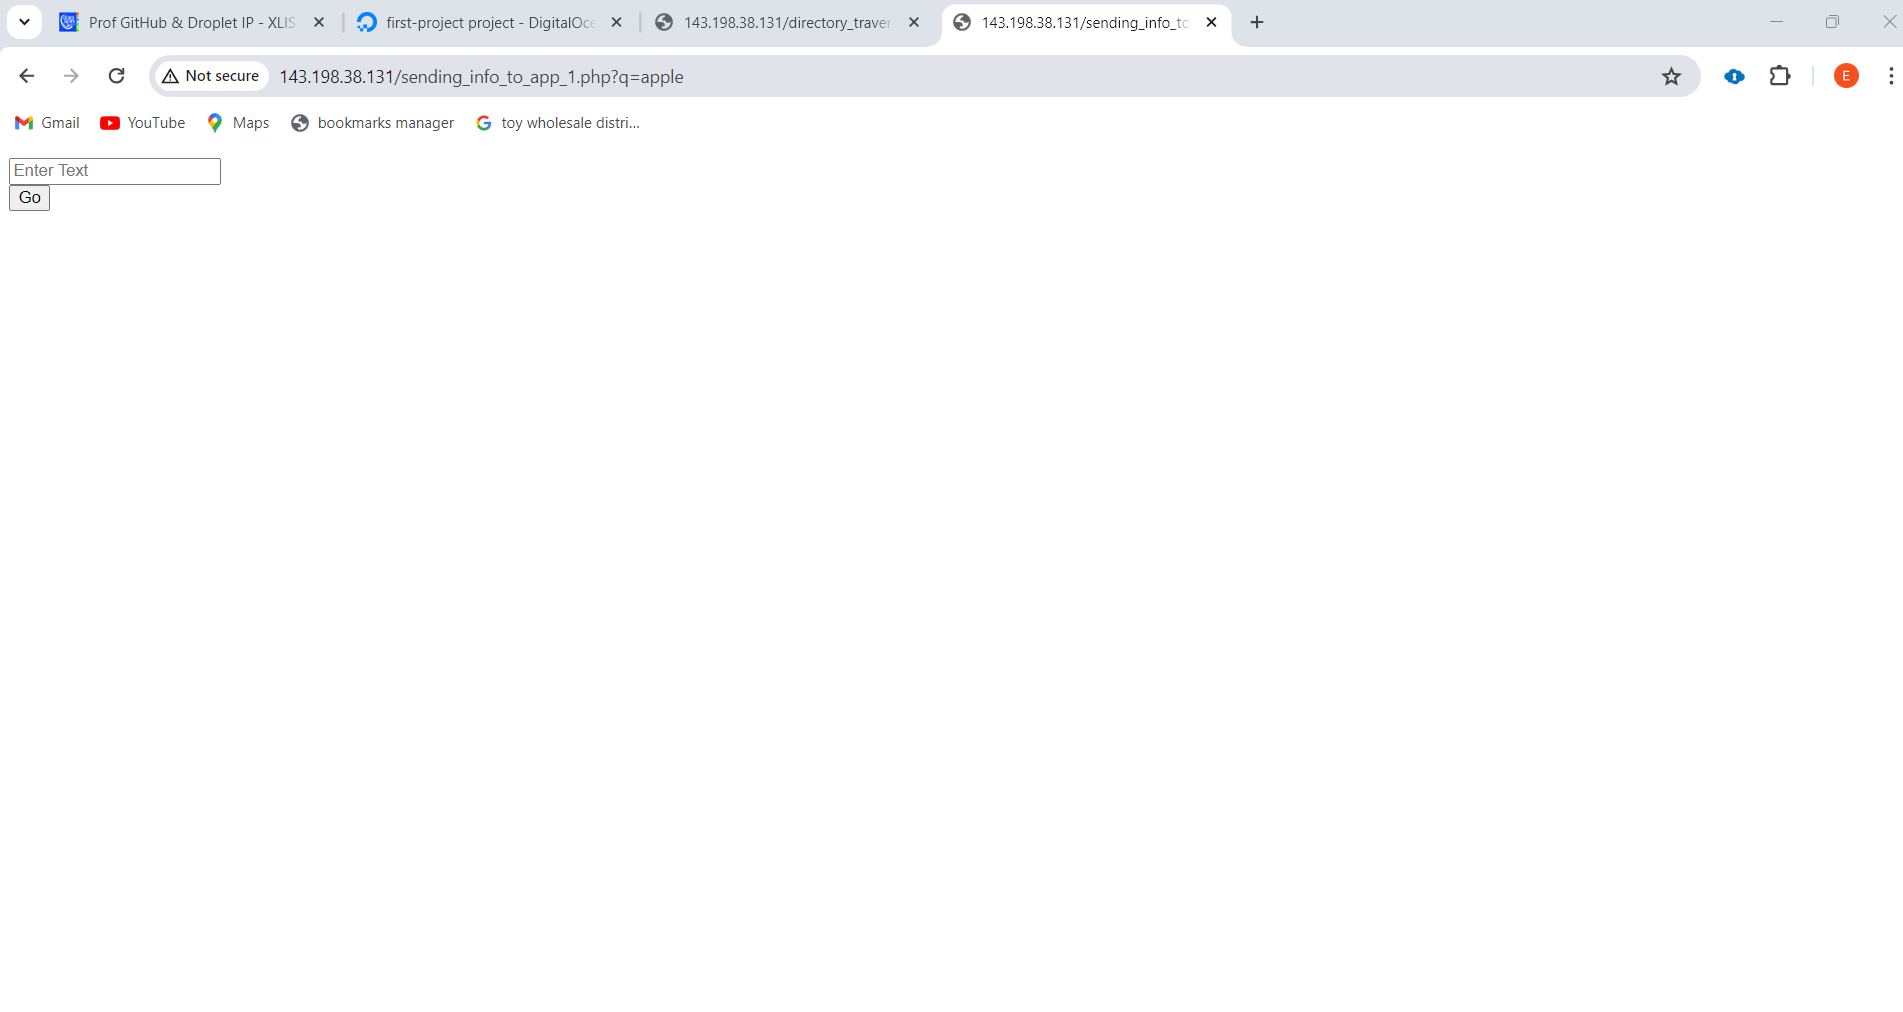 Prof GitHub & Droplet IP - XLIS
first-project project - DigitalOce
143.198.38.131/directory_traver
143.198.38.131/sending_info_to
Not secure
143.198.38.131/sending_info_to_app_1.php?q=apple
E
Gmail
YouTube
Maps
bookmarks manager
toy wholesale distri...
Enter Text
Go